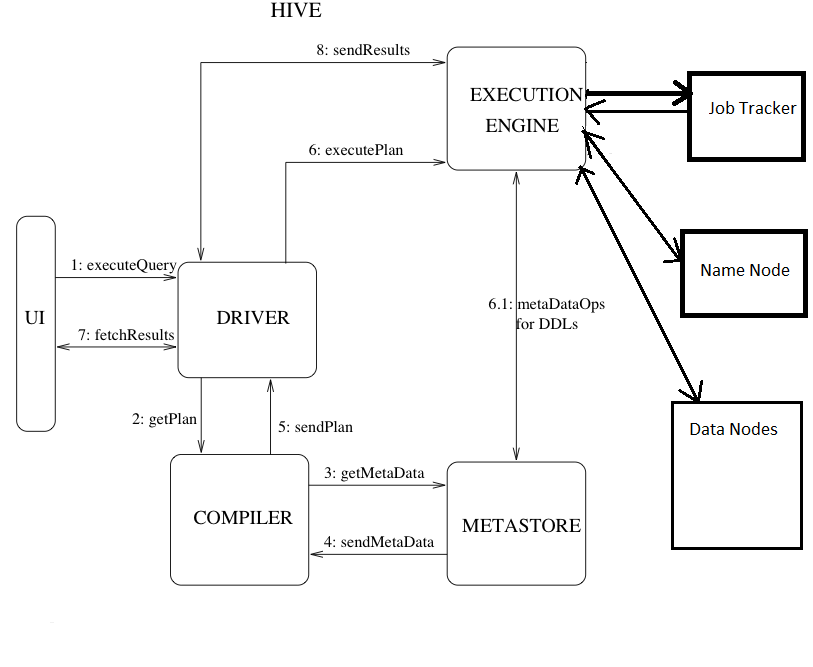 HIVE
8: sendResults
EXECUTION
ENGINE
Job Tracker
6: executePlan
1: executeQuery
Name Node
UI
DRIVER
6.1: metaDataOps
for DDLs
7: fetchResults
2: getPlan
5: sendPlan
Data Nodes
3: getMetaData
COMPILER
METASTORE
4: sendMetaData